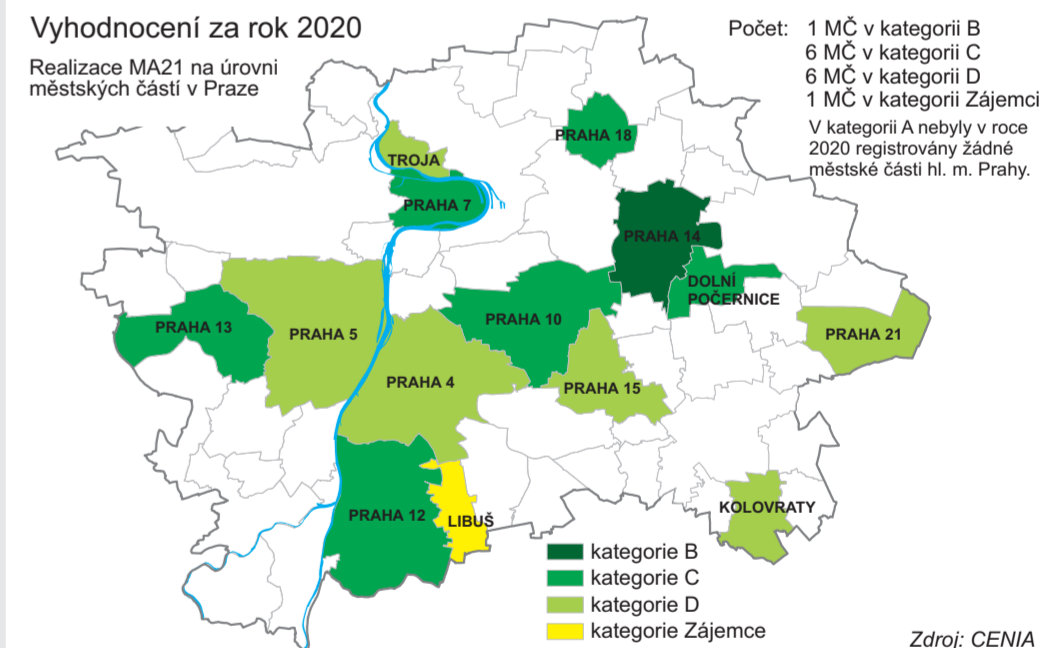 Vyhodnocení za rok 2020
Realizace MA21 na úrovni
městských částí v Praze
Počet: 1 MČ v kategorii B
6 MČ v kategorii C
6 MČ v kategorii D
1 MČ v kategorii Zájemci
V kategorii A nebyly v roce
2020 registrovány žádné
městské části hl. m. Prahy.
PRAHA 18
TROJA
PRAHA 7
PRAHA 14
DOLNÍ
POČERNICE
PRAHA 13
PRAHA 5
PRAHA 10
PRAHA 21
PRAHA 4
PRAHA 15
PRAHA 12
LIBUŠ
KOLOVRATY
kategorie B
kategorie C
kategorie D
kategorie Zájemce
Zdroj: CENIA